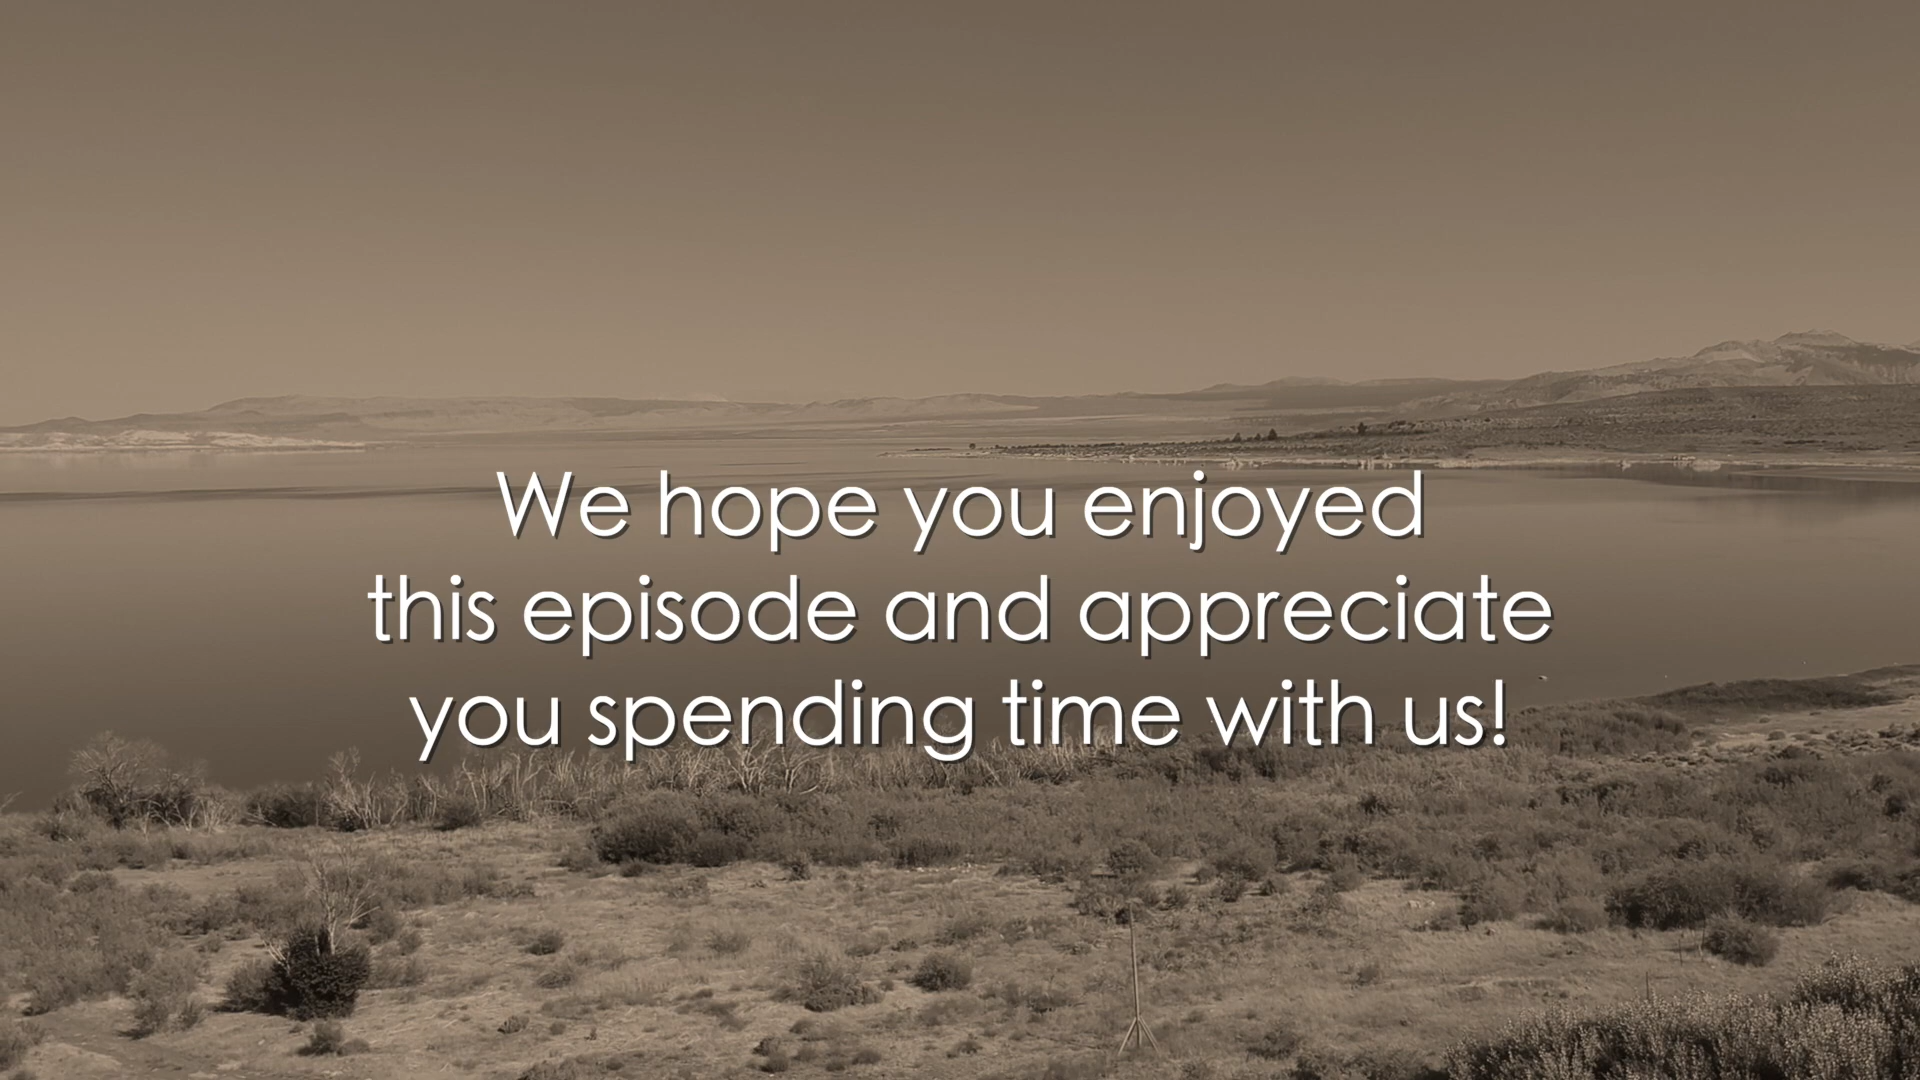 We hope you enjoyed
this episode and appreciate
you spending time with us!